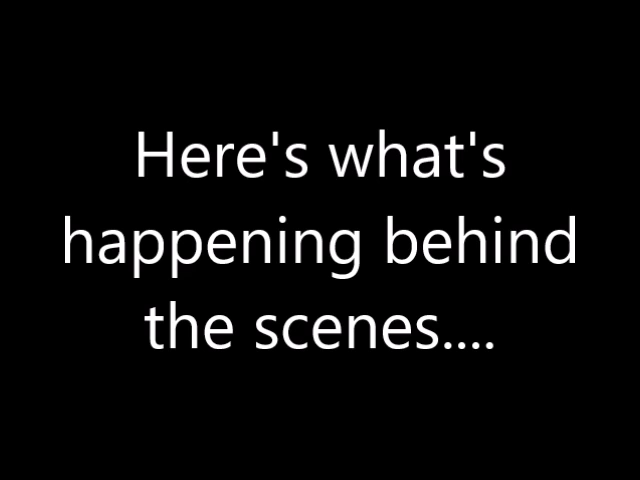 Here's what's
happening behind
the scenes....